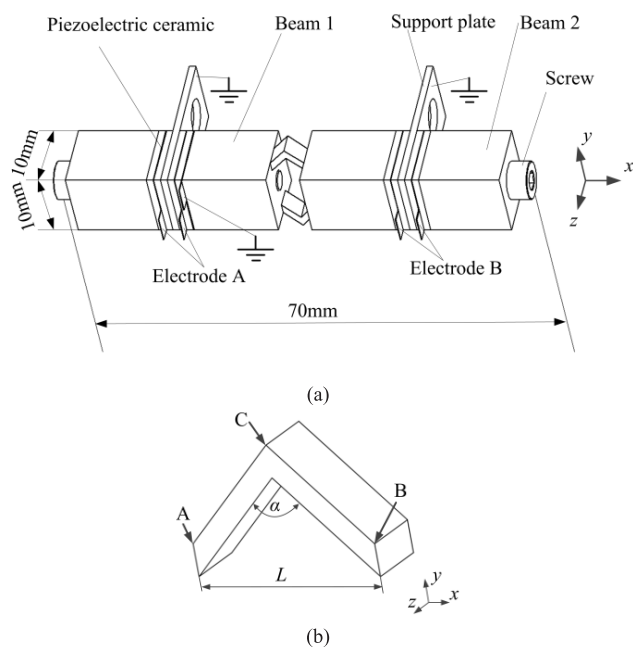 Piezoelectric ceramic
Beam 1
Support plate
Beam 2
Screw
10mm
10mm
y
x
z
Electrode A
Electrode B
70mm
(a)
C
B
A
α
L
y
x
z
(b)